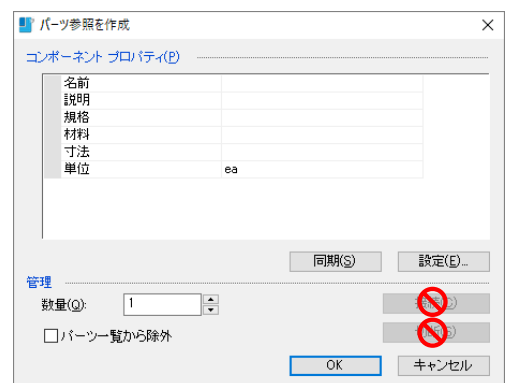 パーツ参照を作成
コンポーネント プロパティ(P)
名前
説明
規格
材料
寸法
単位 ea
同期(S) 設定(E)...
管理
数量(Q): 1
パーツ一覧から除外
OK キャンセル